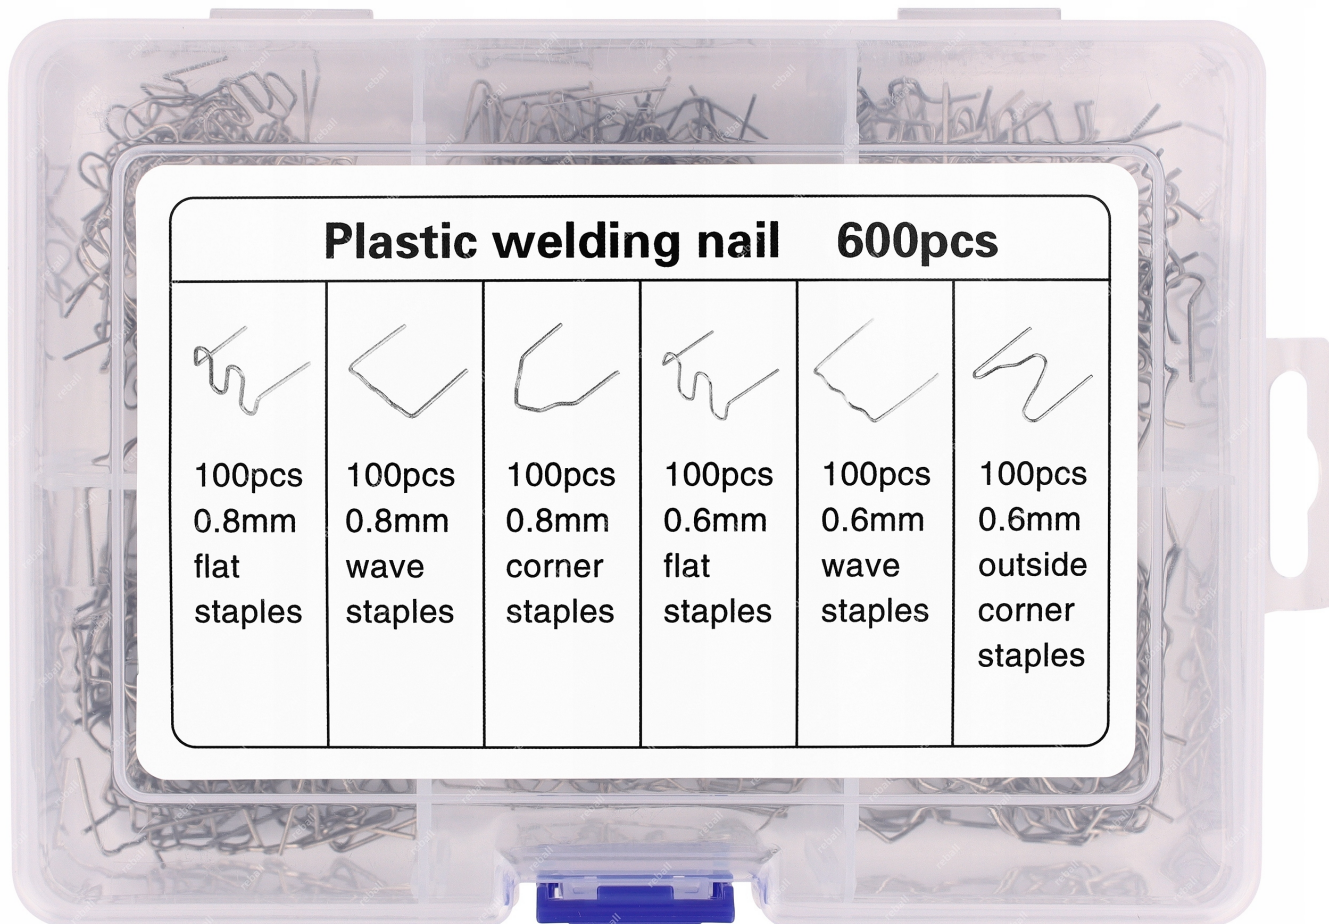 Plastic welding nail 600pcs
100pcs
0.8mm
flat
staples
100pcs
0.8mm
wave
staples
100pcs
0.8mm
corner
staples
100pcs
0.6mm
flat
staples
100pcs
0.6mm
wave
staples
100pcs
0.6mm
outside
corner
staples